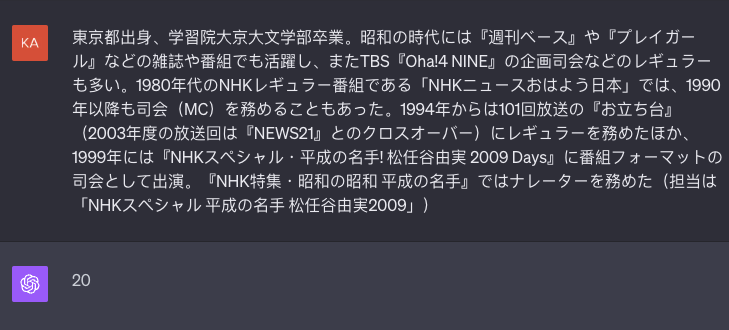 KA
東京都出身、学習院大京大文学部卒業。昭和の時代には『週刊ベース』や『プレイガー
ル』などの雑誌や番組でも活躍し、またTBS『Oha!4 NINE』の企画司会などのレギュラー
も多い。1980年代のNHKレギュラー番組である「NHKニュースおはよう日本」では、1990
年以降も司会（MC）を務めることもあった。1994年からは101回放送の『お立ち台』
（2003年度の放送回は『NEWS21』とのクロスオーバー）にレギュラーを務めたほか、
1999年には『NHKスペシャル・平成の名手! 松任谷由実 2009 Days』に番組フォーマットの
司会として出演。『NHK特集・昭和の昭和 平成の名手』ではナレーターを務めた（担当は
「NHKスペシャル 平成の名手 松任谷由実2009」）
20